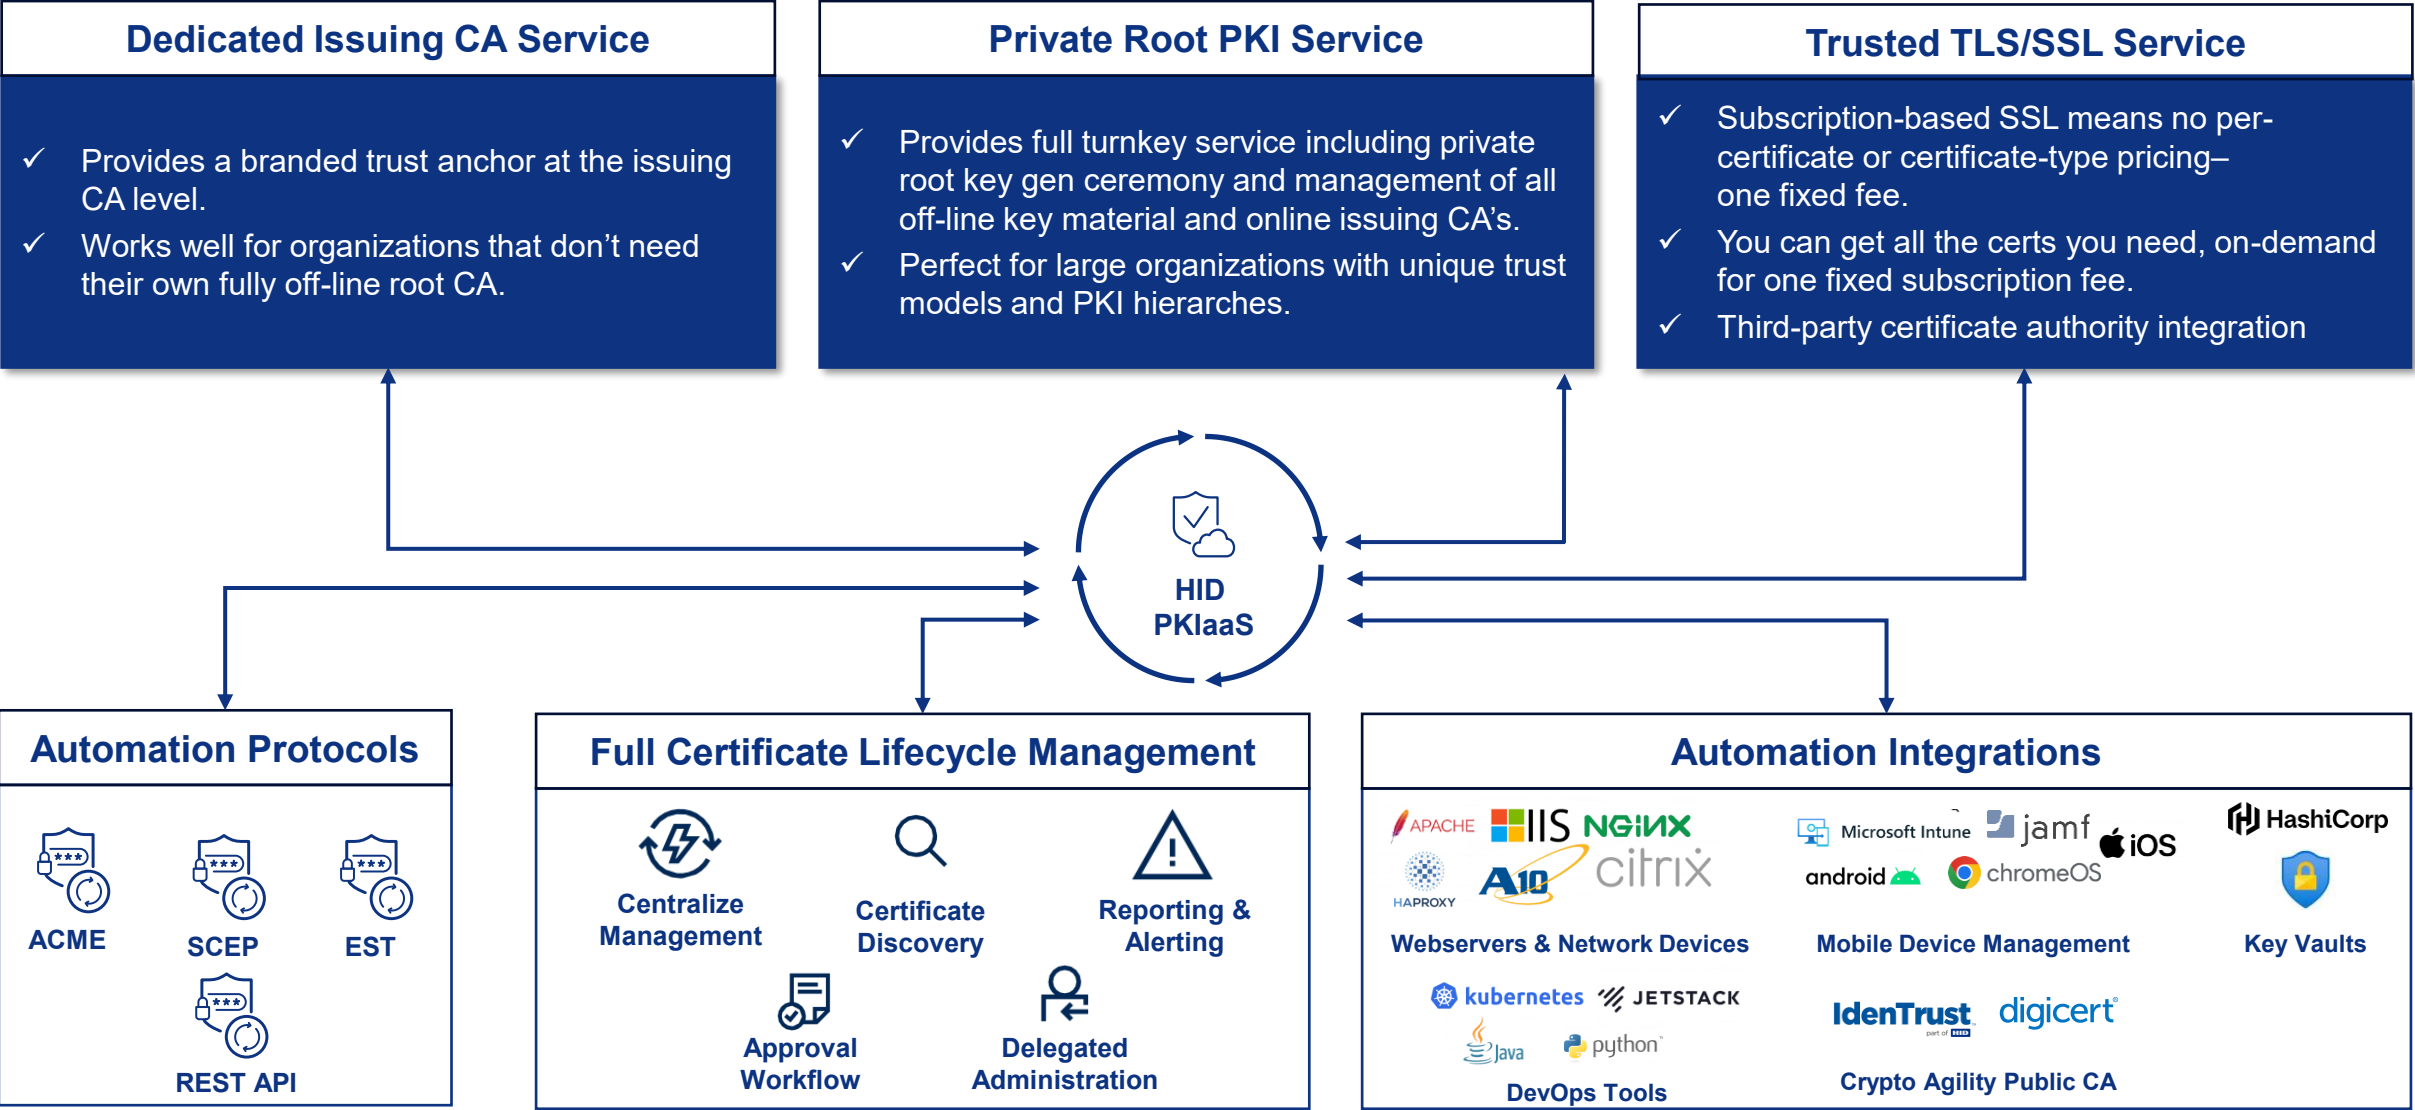 Dedicated Issuing CA Service
✓ Provides a branded trust anchor at the issuing
CA level.
✓ Works well for organizations that don’t need
their own fully off-line root CA.
Private Root PKI Service
✓ Provides full turnkey service including private
root key gen ceremony and management of all
off-line key material and online issuing CA’s.
✓ Perfect for large organizations with unique trust
models and PKI hierarches.
Trusted TLS/SSL Service
✓ Subscription-based SSL means no per-
certificate or certificate-type pricing–
one fixed fee.
✓ You can get all the certs you need, on-demand
for one fixed subscription fee.
✓ Third-party certificate authority integration
HID
PKIaaS
Automation Protocols
***
ACME
***
SCEP
***
EST
***
REST API
Full Certificate Lifecycle Management
Centralize
Management
Certificate
Discovery
Reporting &
Alerting
Approval
Workflow
Delegated
Administration
Automation Integrations
APACHE
IIS
NGINX
HAPROXY
A10
citrix
Webservers & Network Devices
Microsoft Intune
jamf
iOS
android
chromeOS
Mobile Device Management
HashiCorp
Key Vaults
kubernetes
JETSTACK
Java
python
DevOps Tools
IdenTrust
part of HID
digicert®
Crypto Agility Public CA